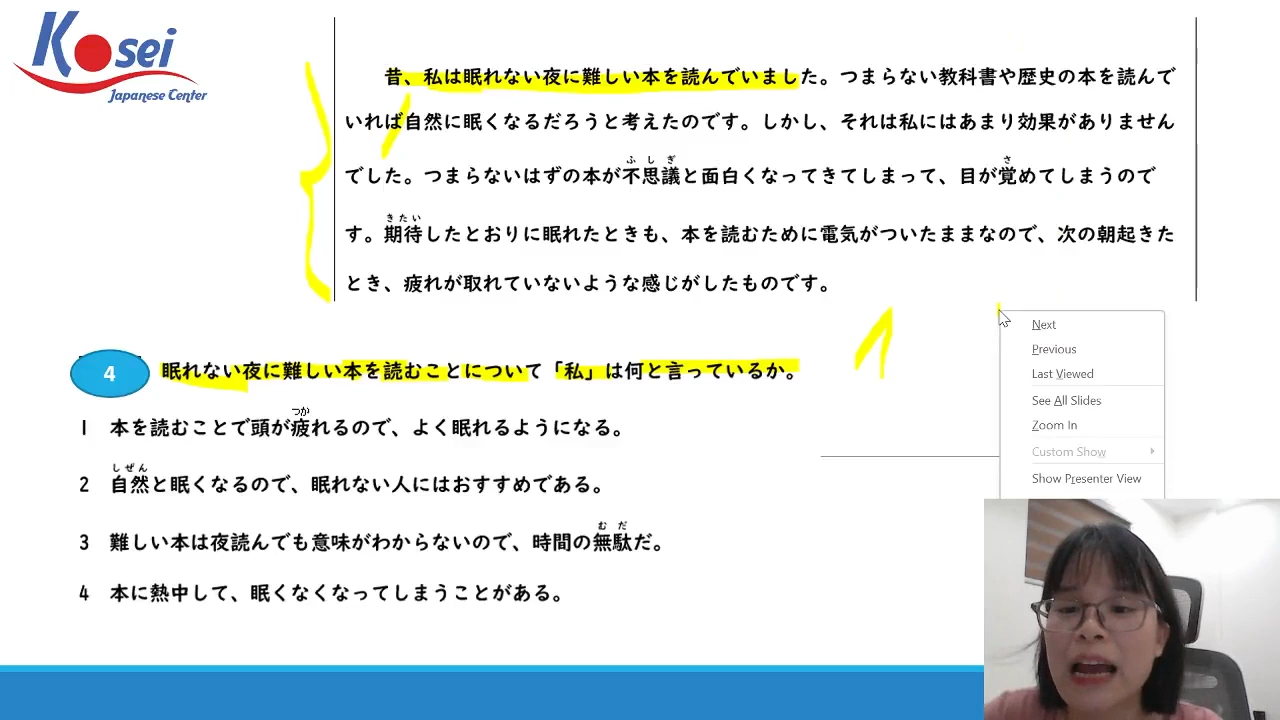 Kosei
Japanese Center
昔、私は眠れない夜に難しい本を読んでいました。つまらない教科書や歴史の本を読んで
いれば自然に眠くなるだろうと考えたのです。しかし、それは私にはあまり効果がありません
ふしぎ さ
でした。つまらないはずの本が不思議と面白くなってきてしまって、目が覚めてしまうので
きたい
す。期待したとおりに眠れたときも、本を読むために電気がついたままなので、次の朝起きた
とき、疲れが取れていないような感じがしたものです。
1
Next
Previous
Last Viewed
See All Slides
Zoom In
Custom Show
Show Presenter View
4 眠れない夜に難しい本を読むことについて「私」は何と言っているか。
つか
1 本を読むことで頭が疲れるので、よく眠れるようになる。
しぜん
2 自然と眠くなるので、眠れない人にはおすすめである。
むだ
3 難しい本は夜読んでも意味がわからないので、時間の無駄だ。
4 本に熱中して、眠くなくなってしまうことがある。